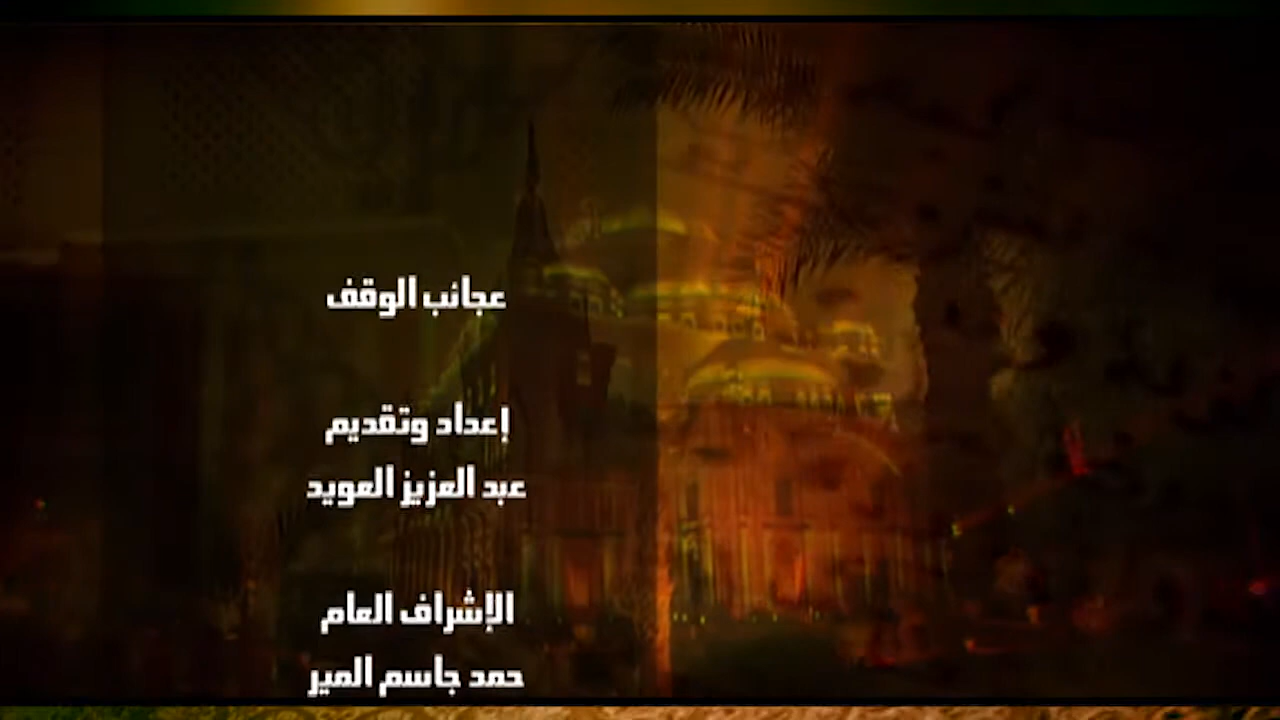 عجائب الوقف
إعداد وتقديم
عبد العزيز العويد
الإشراف العام
حمد جاسم المير